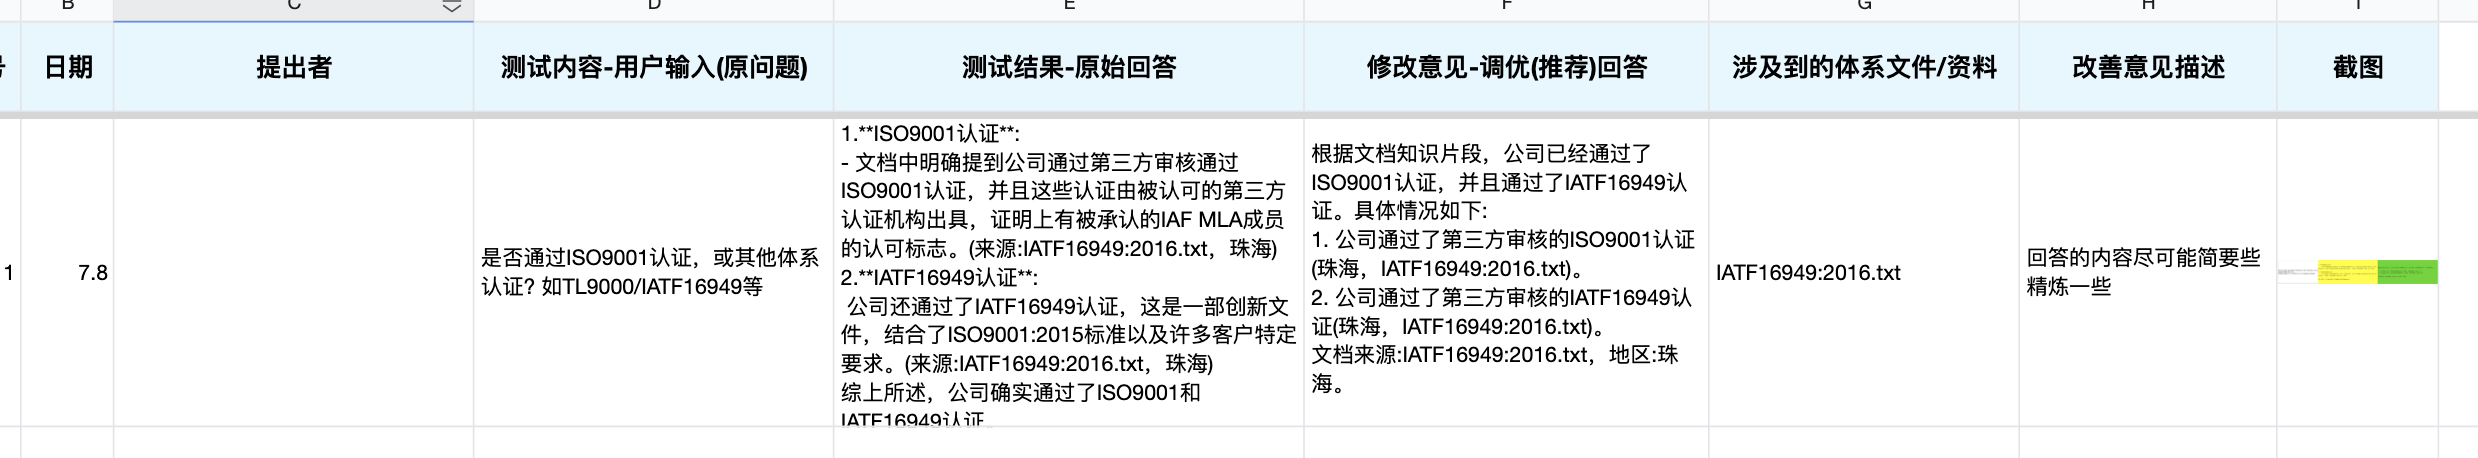 B C D E F G H
日期 提出者 测试内容-用户输入(原问题) 测试结果-原始回答 修改意见-调优(推荐)回答 涉及到的体系文件/资料 改善意见描述 截图
1
7.8
是否通过ISO9001认证，或其他体系
认证? 如TL9000/IATF16949等
1.**ISO9001认证**:
- 文档中明确提到公司通过第三方审核通过
ISO9001认证，并且这些认证由被认可的第三方
认证机构出具，证明上有被承认的IAF MLA成员
的认可标志。(来源:IATF16949:2016.txt，珠海)
2.**IATF16949认证**:
公司还通过了IATF16949认证，这是一部创新文
件，结合了ISO9001:2015标准以及许多客户特定
要求。(来源:IATF16949:2016.txt，珠海)
综上所述，公司确实通过了ISO9001和
IATF16949认证。
根据文档知识片段，公司已经通过了
ISO9001认证，并且通过了IATF16949认
证。具体情况如下:
1. 公司通过了第三方审核的ISO9001认证
(珠海，IATF16949:2016.txt)。
2. 公司通过了第三方审核的IATF16949认
证(珠海，IATF16949:2016.txt)。
文档来源:IATF16949:2016.txt，地区:珠
海。
IATF16949:2016.txt
回答的内容尽可能简要些
精炼一些